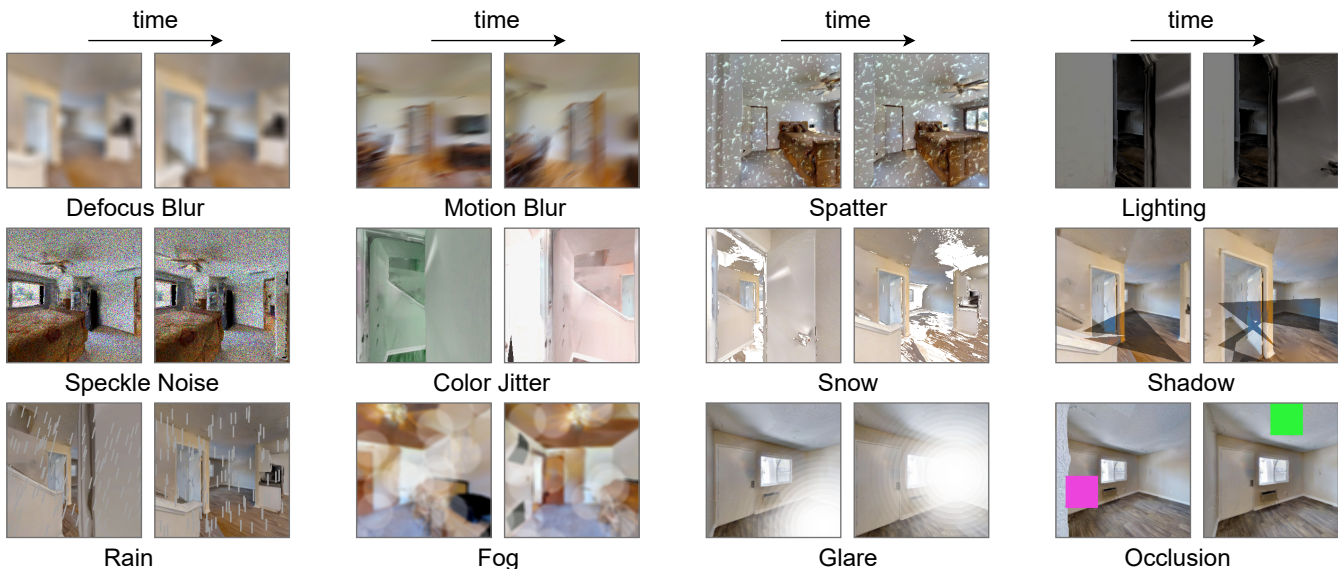 time time time time
Defocus Blur Motion Blur Spatter Lighting
Speckle Noise Color Jitter Snow Shadow
Rain Fog Glare Occlusion